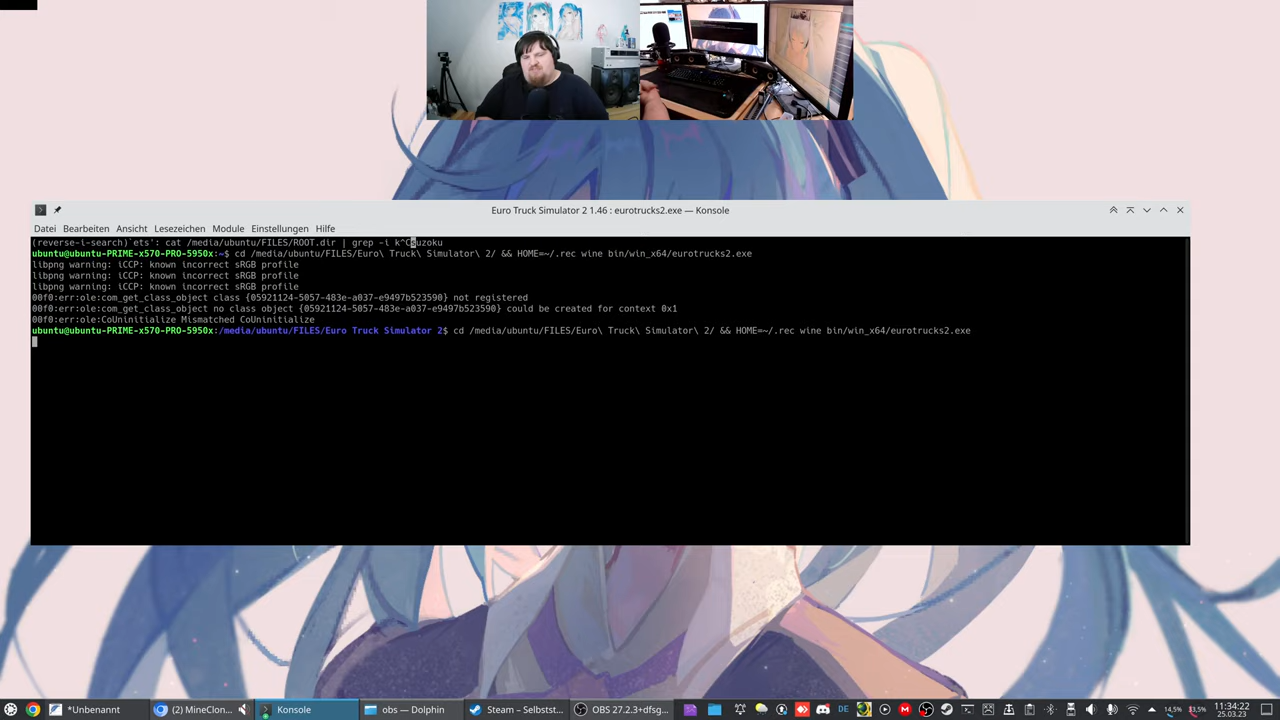 Euro Truck Simulator 2 1.46 : eurotrucks2.exe — Konsole
Datei Bearbeiten Ansicht Lesezeichen Module Einstellungen Hilfe
(reverse-i-search)`ets': cat /media/ubuntu/FILES/ROOT.dir | grep -i k^Csuzoku
ubuntu@ubuntu-PRIME-x570-PRO-5950x:~$ cd /media/ubuntu/FILES/Euro\ Truck\ Simulator\ 2/ && HOME=~/.rec wine bin/win_x64/eurotrucks2.exe
libpng warning: iCCP: known incorrect sRGB profile
libpng warning: iCCP: known incorrect sRGB profile
libpng warning: iCCP: known incorrect sRGB profile
00f0:err:ole:com_get_class_object class {05921124-5057-483e-a037-e9497b523590} not registered
00f0:err:ole:com_get_class_object no class object {05921124-5057-483e-a037-e9497b523590} could be created for context 0x1
00f0:err:ole:CoUninitialize Mismatched CoUninitialize
ubuntu@ubuntu-PRIME-x570-PRO-5950x:/media/ubuntu/FILES/Euro Truck Simulator 2$ cd /media/ubuntu/FILES/Euro\ Truck\ Simulator\ 2/ && HOME=~/.rec wine bin/win_x64/eurotrucks2.exe
*Unbenannt (2) MineClon... Konsole obs — Dolphin Steam – Selbstst... OBS 27.2.3+dfsg... DE 14,5% 11:34:22
25.03.23